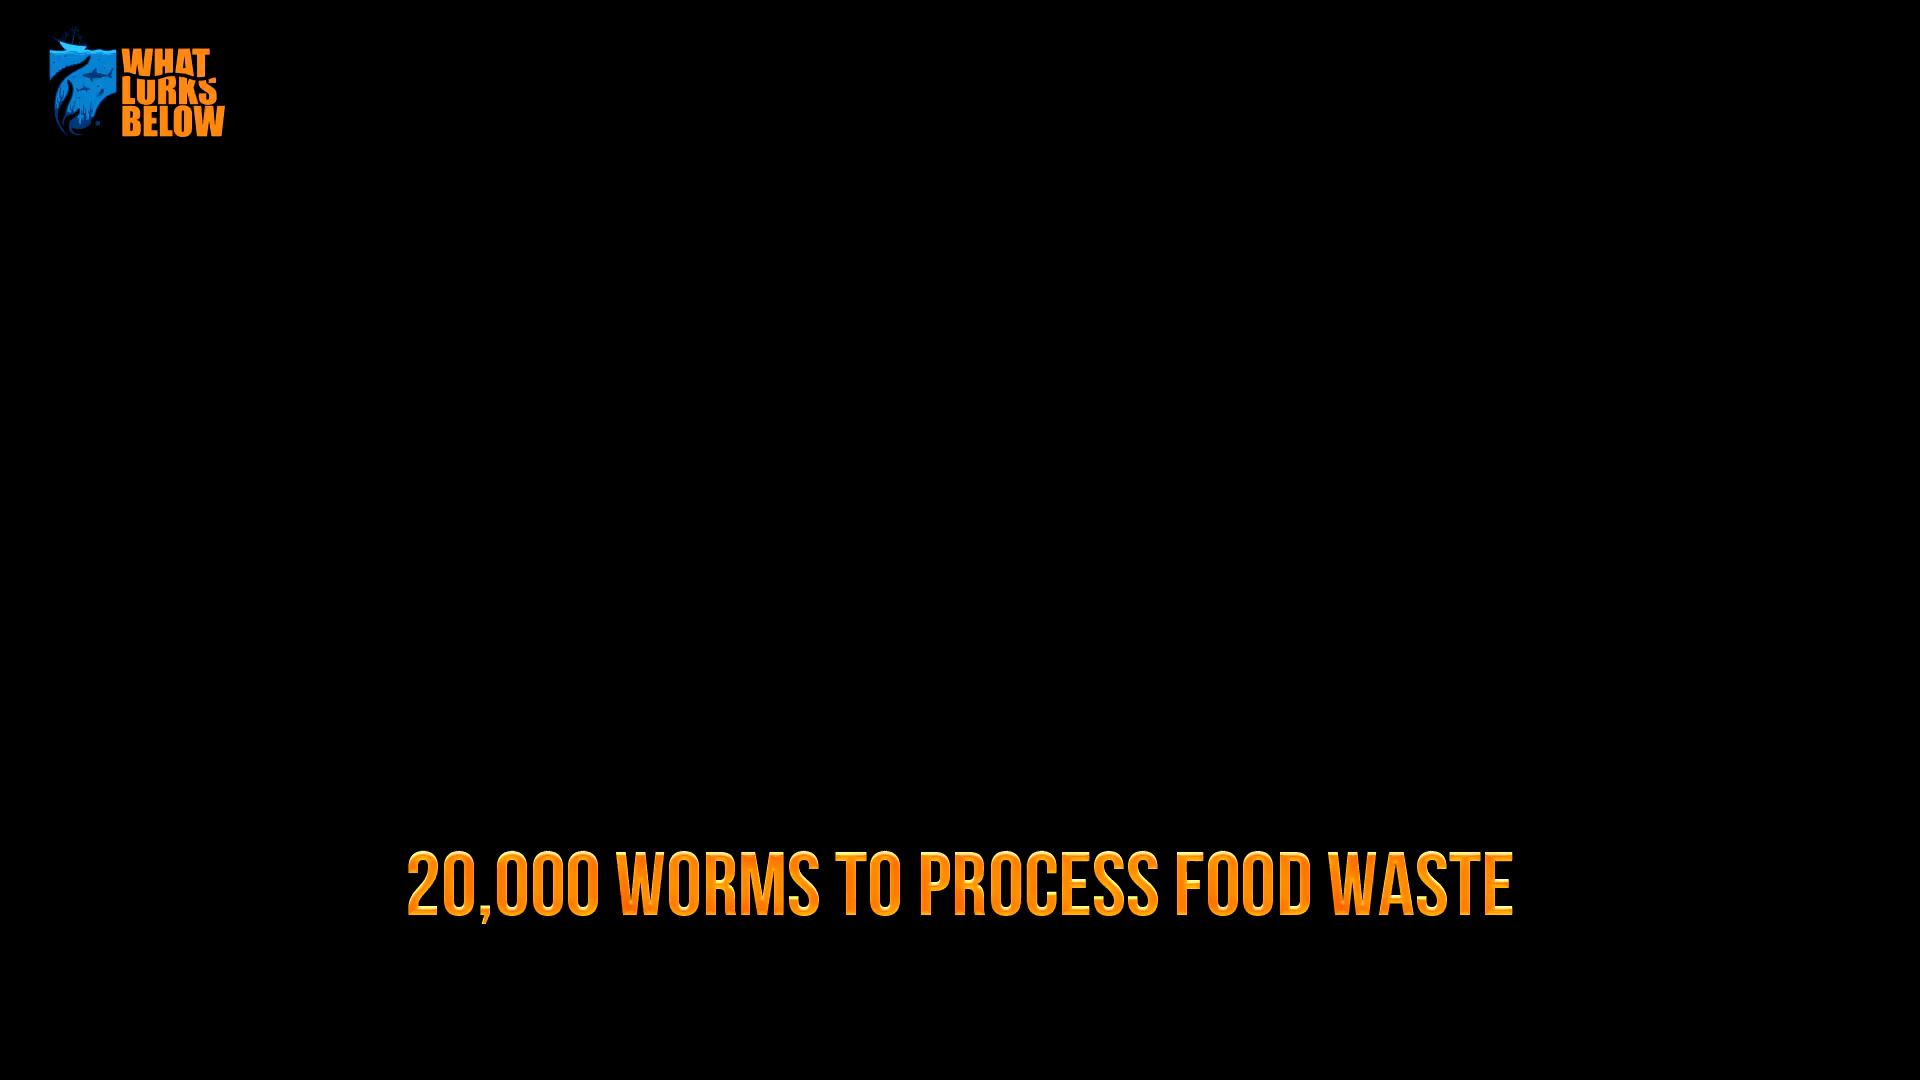 WHAT
LURKS
BELOW
20,000 WORMS TO PROCESS FOOD WASTE